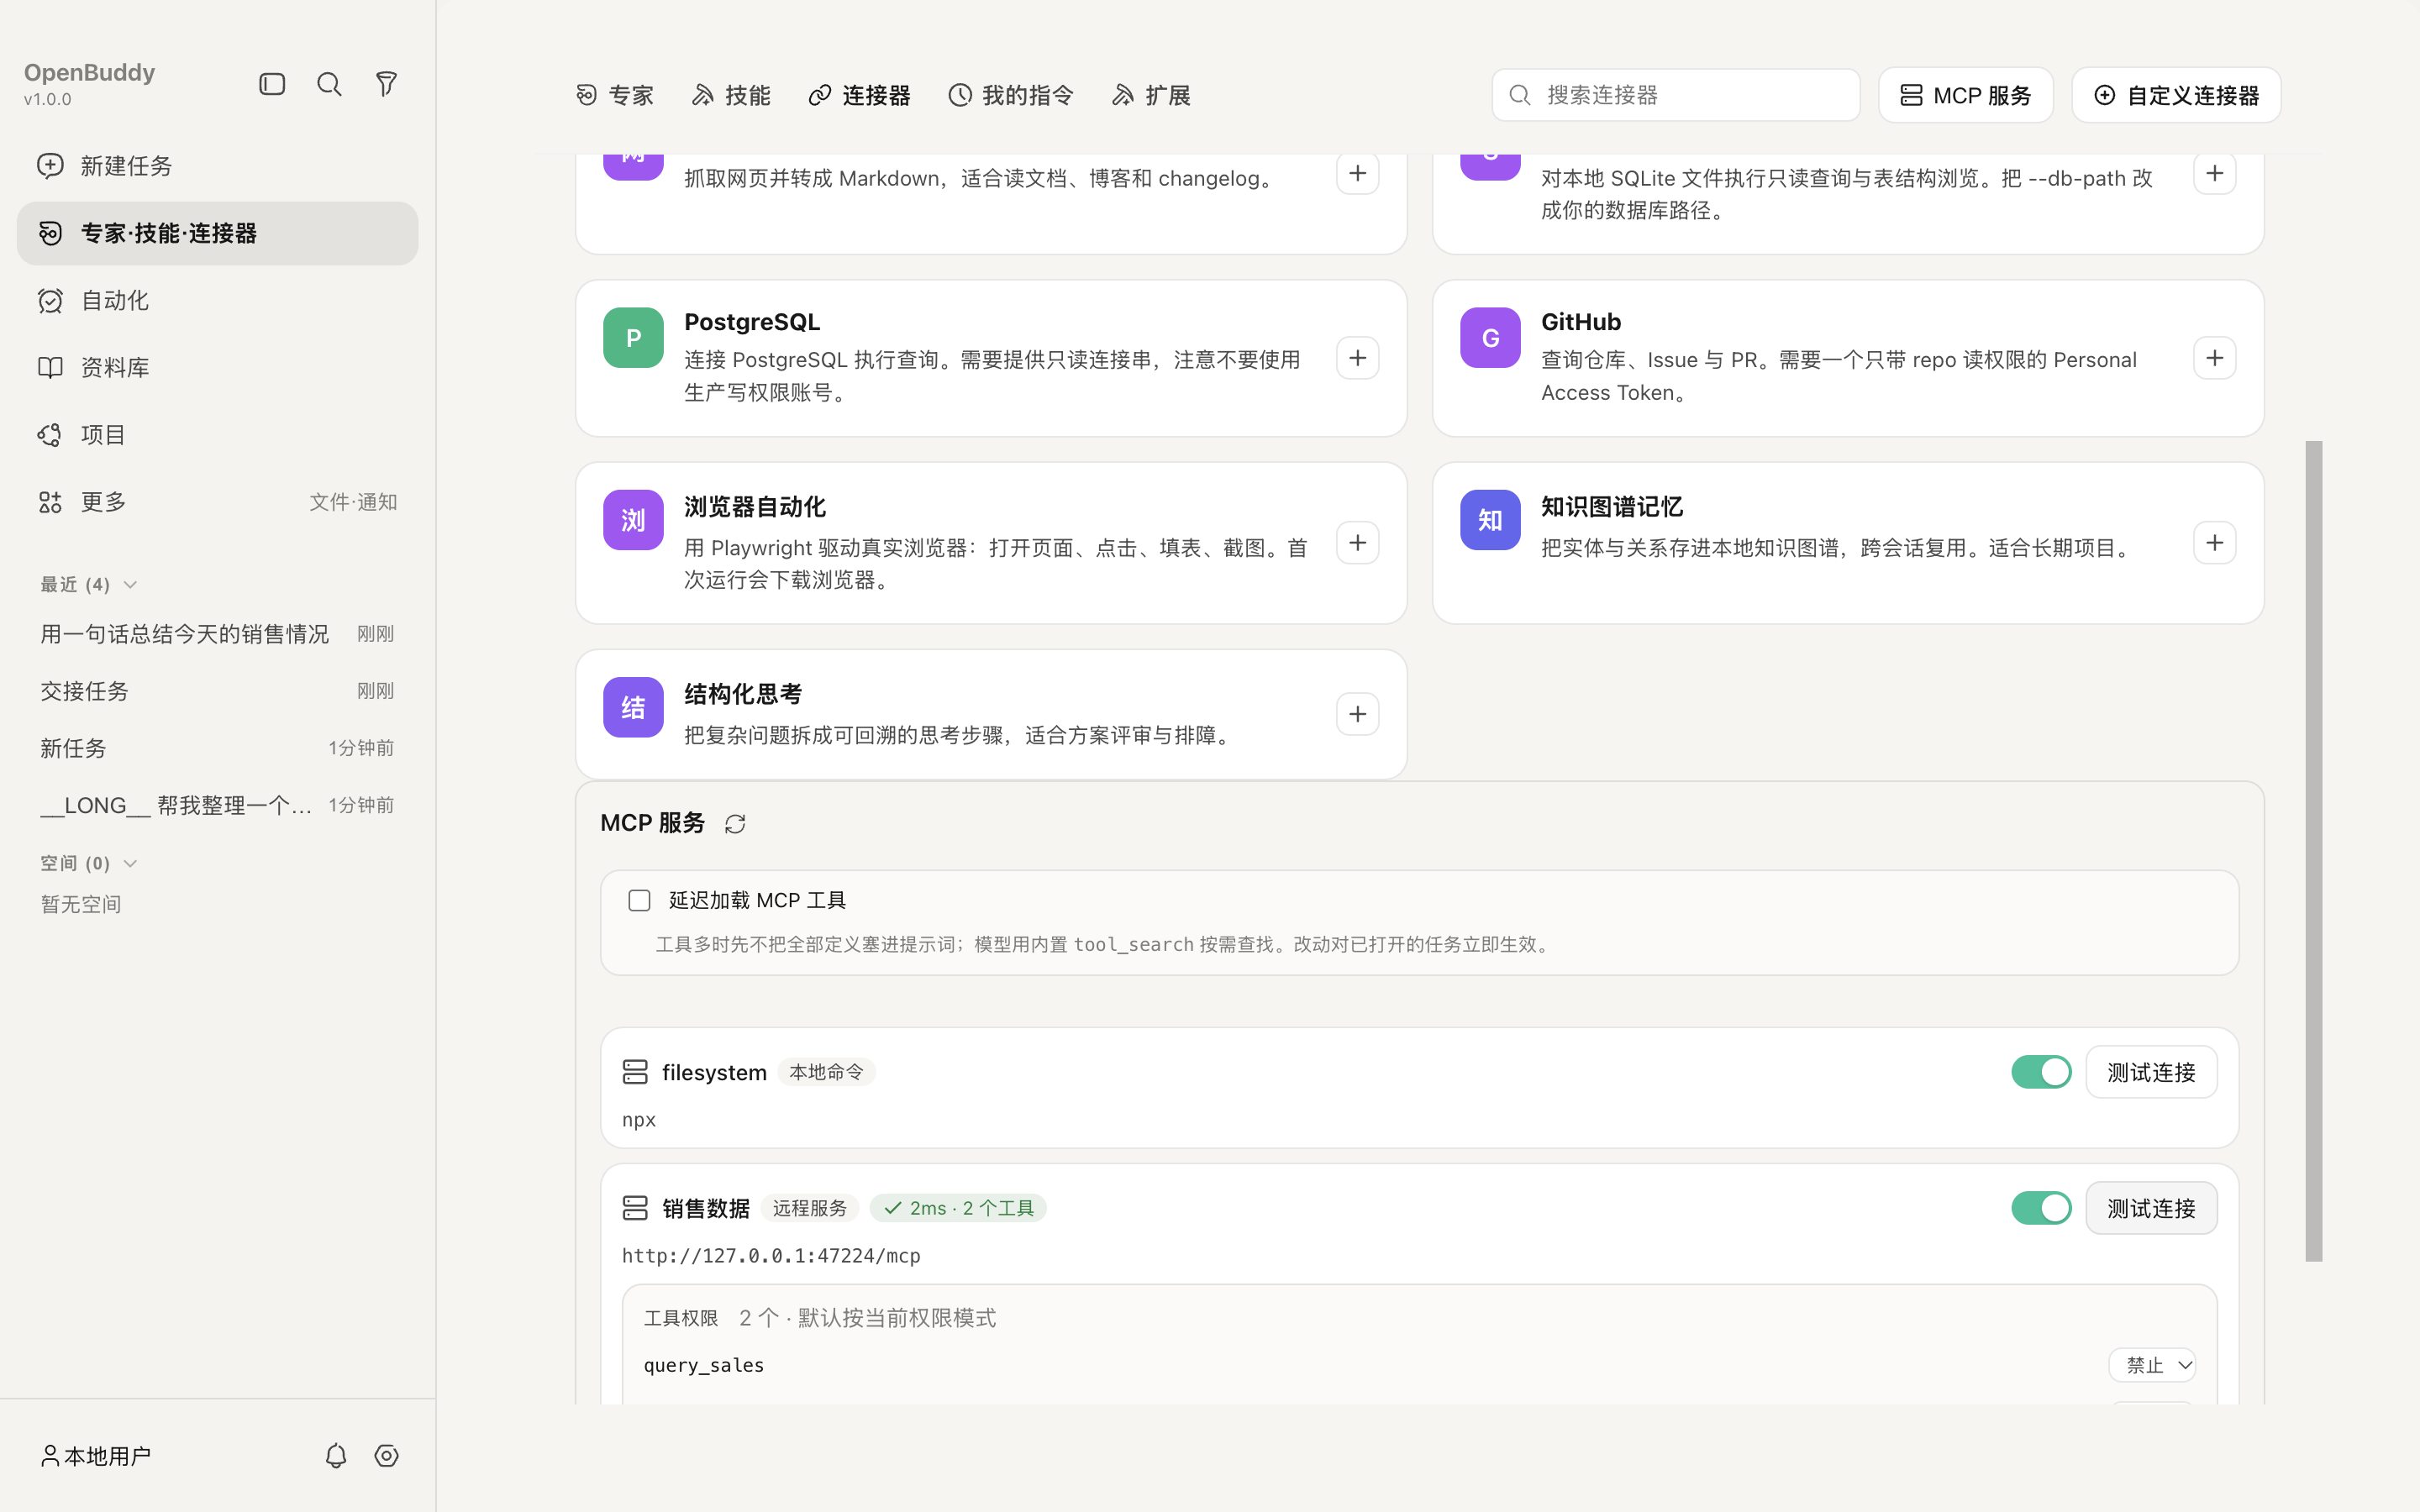 OpenBuddy
v1.0.0
新建任务
专家·技能·连接器
自动化
资料库
项目
更多 文件·通知
最近 (4)
用一句话总结今天的销售情况 刚刚
交接任务 刚刚
新任务 1分钟前
__LONG__ 帮我整理一个… 1分钟前
空间 (0)
暂无空间
本地用户
专家 技能 连接器 我的指令 扩展
搜索连接器
MCP 服务
自定义连接器
抓取网页并转成 Markdown，适合读文档、博客和 changelog。
对本地 SQLite 文件执行只读查询与表结构浏览。把 --db-path 改
成你的数据库路径。
P
PostgreSQL
连接 PostgreSQL 执行查询。需要提供只读连接串，注意不要使用
生产写权限账号。
G
GitHub
查询仓库、Issue 与 PR。需要一个只带 repo 读权限的 Personal
Access Token。
浏
浏览器自动化
用 Playwright 驱动真实浏览器：打开页面、点击、填表、截图。首
次运行会下载浏览器。
知
知识图谱记忆
把实体与关系存进本地知识图谱，跨会话复用。适合长期项目。
结
结构化思考
把复杂问题拆成可回溯的思考步骤，适合方案评审与排障。
MCP 服务
延迟加载 MCP 工具
工具多时先不把全部定义塞进提示词；模型用内置 tool_search 按需查找。改动对已打开的任务立即生效。
filesystem 本地命令 测试连接
npx
销售数据 远程服务 2ms · 2 个工具 测试连接
http://127.0.0.1:47224/mcp
工具权限 2 个 · 默认按当前权限模式
query_sales 禁止